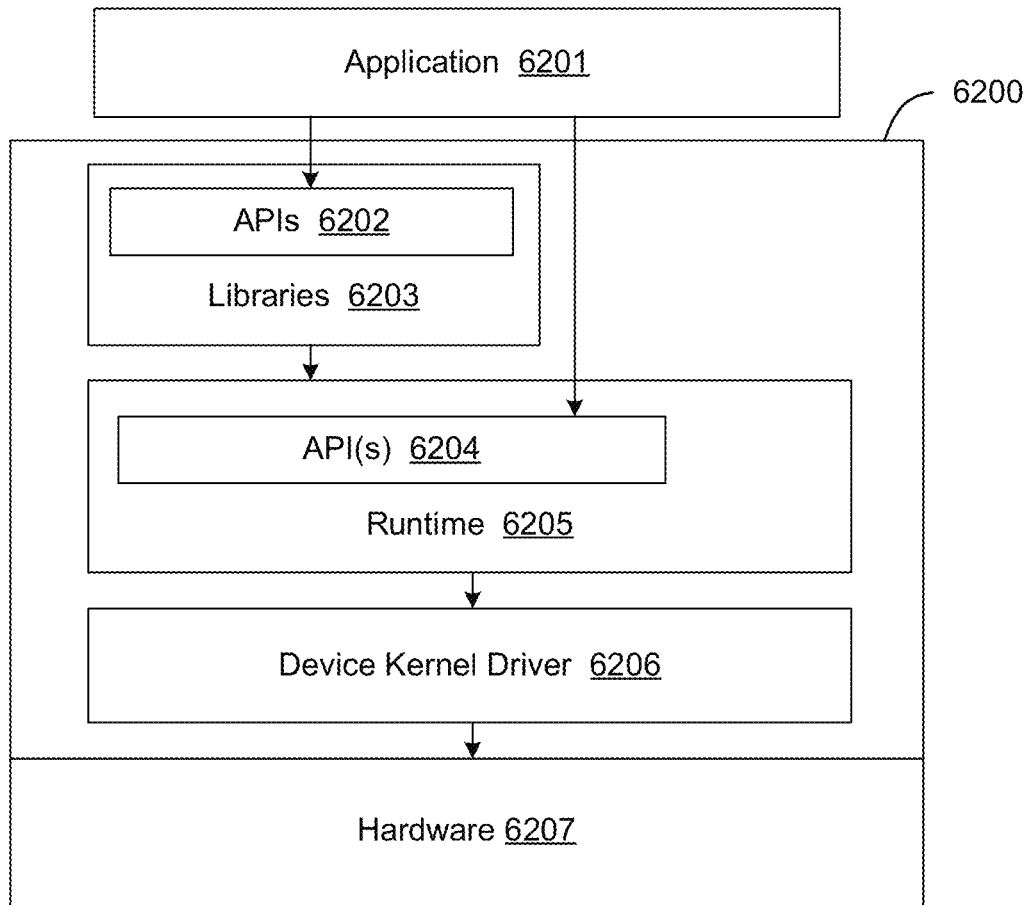 Application 6201
6200
APIs 6202
Libraries 6203
API(s) 6204
Runtime 6205
Device Kernel Driver 6206
Hardware 6207